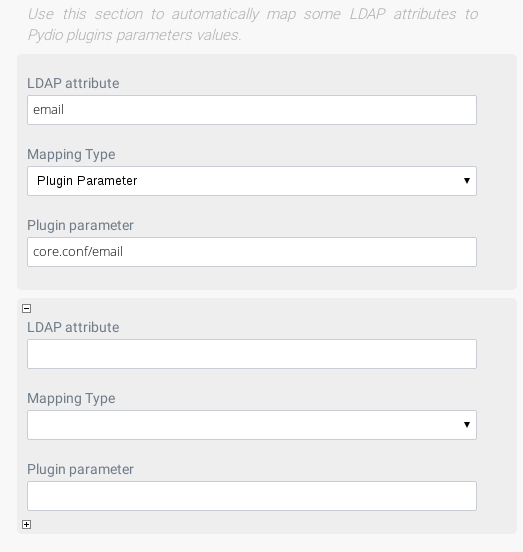 Use this section to automatically map some LDAP attributes to
Pydio plugins parameters values.
LDAP attribute
email
Mapping Type
Plugin Parameter
Plugin parameter
core.conf/email
LDAP attribute
Mapping Type
Plugin parameter